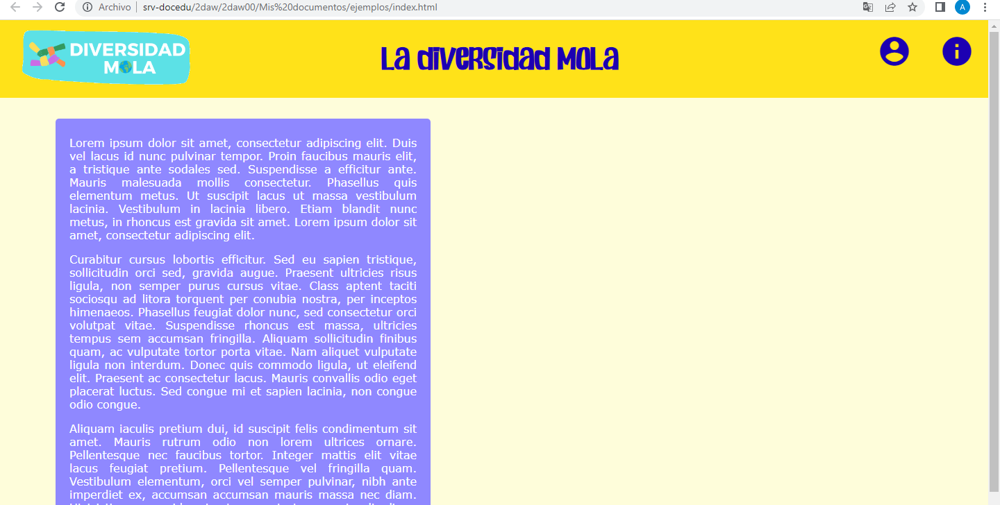 Archivo srv-docedu/2daw/2daw00/Mis%20documentos/ejemplos/index.html
A
DIVERSIDAD
MOLA
La diversidad MOLa
Lorem ipsum dolor sit amet, consectetur adipiscing elit. Duis
vel lacus id nunc pulvinar tempor. Proin faucibus mauris elit,
a tristique ante sodales sed. Suspendisse a efficitur ante.
Mauris malesuada mollis consectetur. Phasellus quis
elementum metus. Ut suscipit lacus ut massa vestibulum
lacinia. Vestibulum in lacinia libero. Etiam blandit nunc
metus, in rhoncus est gravida sit amet. Lorem ipsum dolor sit
amet, consectetur adipiscing elit.
Curabitur cursus lobortis efficitur. Sed eu sapien tristique,
sollicitudin orci sed, gravida augue. Praesent ultricies risus
ligula, non semper purus cursus vitae. Class aptent taciti
sociosqu ad litora torquent per conubia nostra, per inceptos
himenaeos. Phasellus feugiat dolor nunc, sed consectetur orci
volutpat vitae. Suspendisse rhoncus est massa, ultricies
tempus sem accumsan fringilla. Aliquam sollicitudin finibus
quam, ac vulputate tortor porta vitae. Nam aliquet vulputate
ligula non interdum. Donec quis commodo ligula, ut eleifend
elit. Praesent ac consectetur lacus. Mauris convallis odio eget
placerat luctus. Sed congue mi et sapien lacinia, non congue
odio congue.
Aliquam iaculis pretium dui, id suscipit felis condimentum sit
amet. Mauris rutrum odio non lorem ultrices ornare.
Pellentesque nec faucibus tortor. Integer mattis elit vitae
lacus feugiat pretium. Pellentesque vel fringilla quam.
Vestibulum elementum, orci vel semper pulvinar, nibh ante
imperdiet ex, accumsan accumsan mauris massa nec diam.